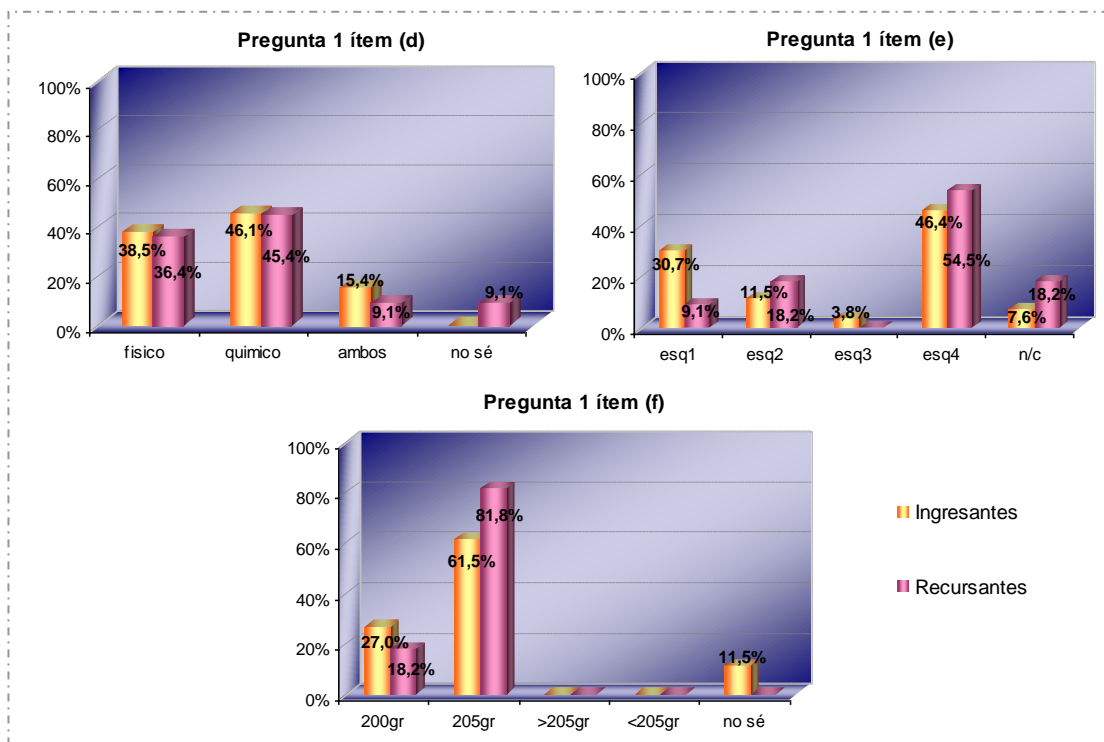 Pregunta 1 ítem (d)
100%
80%
60%
40%
20%
0%
38,5%
36,4%
46,1%
45,4%
15,4%
9,1%
9,1%
fisico
quimico
ambos
no sé
Pregunta 1 ítem (e)
100%
80%
60%
40%
20%
0%
30,7%
9,1%
11,5%
18,2%
3,8%
46,4%
54,5%
7,6%
18,2%
esq1
esq2
esq3
esq4
n/c
Pregunta 1 ítem (f)
100%
80%
60%
40%
20%
0%
27,0%
18,2%
61,5%
81,8%
11,5%
200gr
205gr
>205gr
<205gr
no sé
Ingresantes
Recursantes